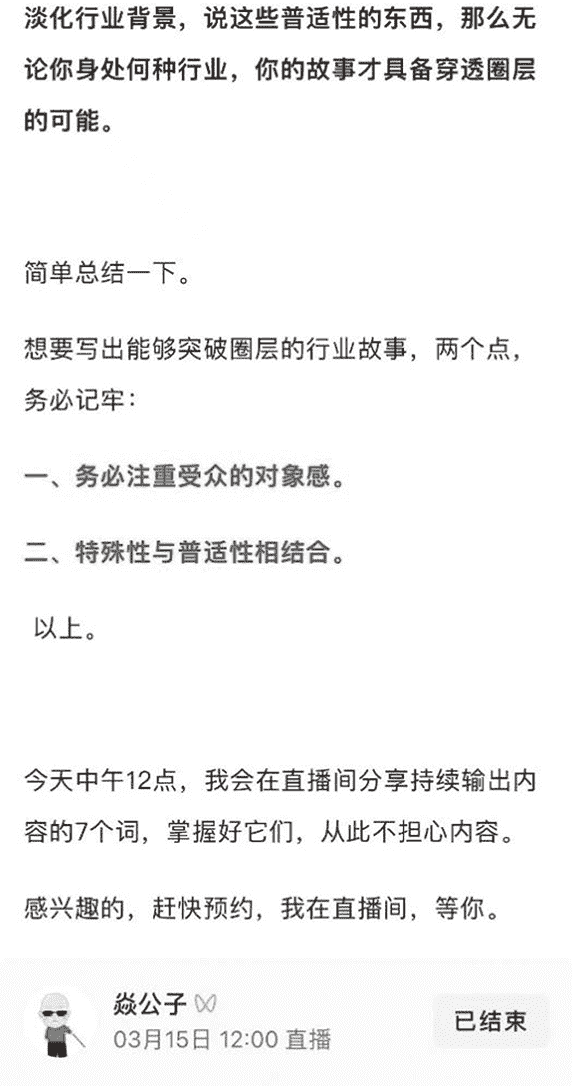 淡化行业背景，说这些普适性的东西，那么无
论你身处何种行业，你的故事才具备穿透圈层
的可能。
简单总结一下。
想要写出能够突破圈层的行业故事，两个点，
务必记牢：
一、务必注重受众的对象感。
二、特殊性与普适性相结合。
以上。
今天中午12点，我会在直播间分享持续输出内
容的7个词，掌握好它们，从此不担心内容。
感兴趣的，赶快预约，我在直播间，等你。
焱公子
03月15日 12:00 直播
已结束